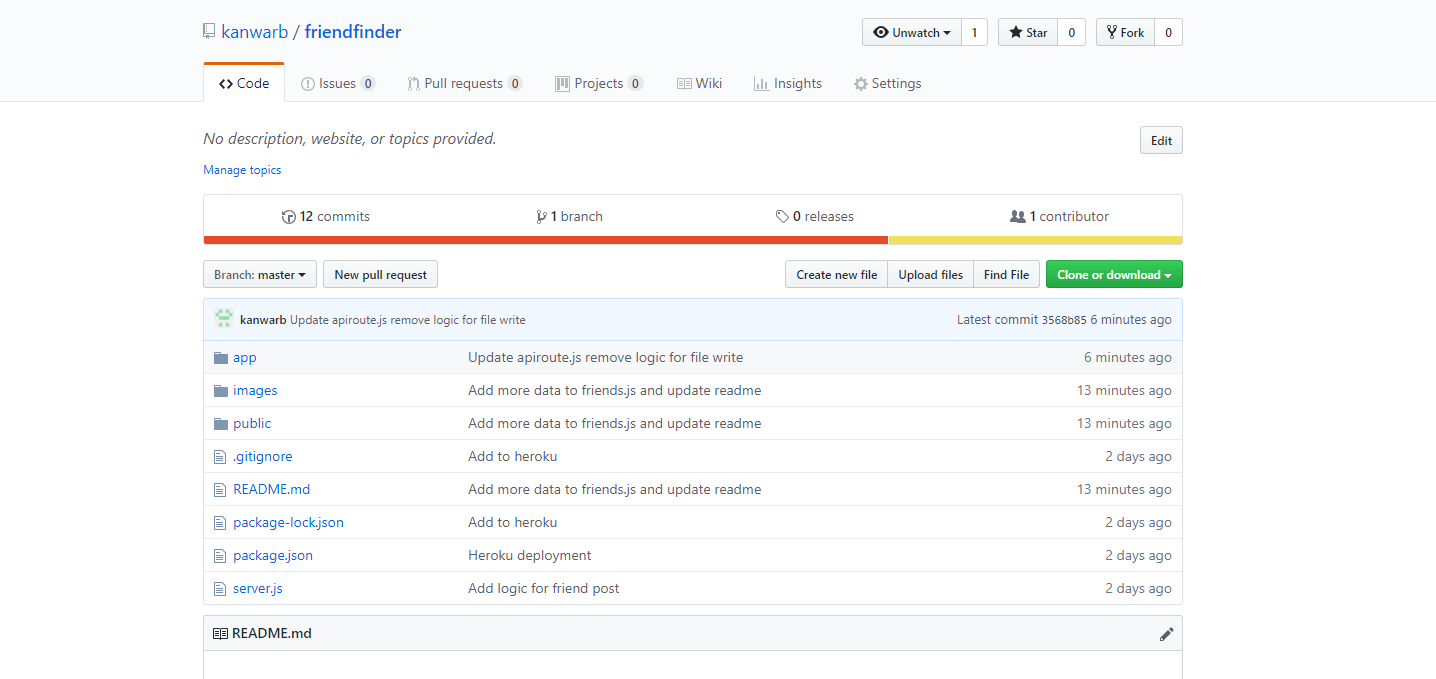 kanwarb / friendfinder
Unwatch 1 Star 0 Fork 0
Code Issues 0 Pull requests 0 Projects 0 Wiki Insights Settings
No description, website, or topics provided. Edit
Manage topics
12 commits 1 branch 0 releases 1 contributor
Branch: master New pull request Create new file Upload files Find File Clone or download
kanwarb Update apiroute.js remove logic for file write Latest commit 3568b85 6 minutes ago
app Update apiroute.js remove logic for file write 6 minutes ago
images Add more data to friends.js and update readme 13 minutes ago
public Add more data to friends.js and update readme 13 minutes ago
.gitignore Add to heroku 2 days ago
README.md Add more data to friends.js and update readme 13 minutes ago
package-lock.json Add to heroku 2 days ago
package.json Heroku deployment 2 days ago
server.js Add logic for friend post 2 days ago
README.md